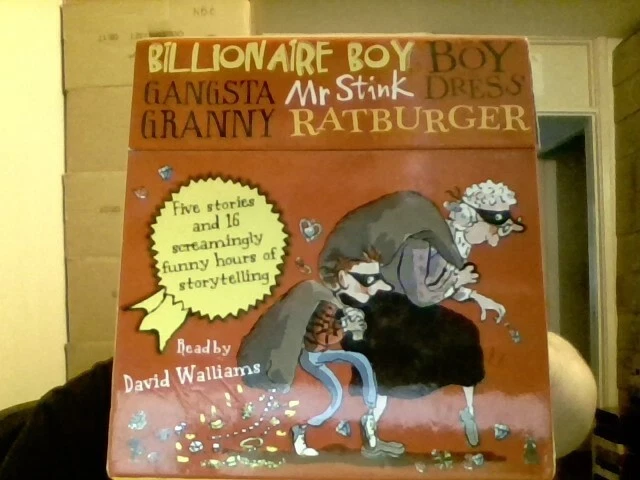 BILLIONAIRE BOY BOY
GANGSTA Mr Stink DRESS
GRANNY RATBURGER
Five stories
and 16
screamingly
funny hours of
storytelling
Read by
David Walliams